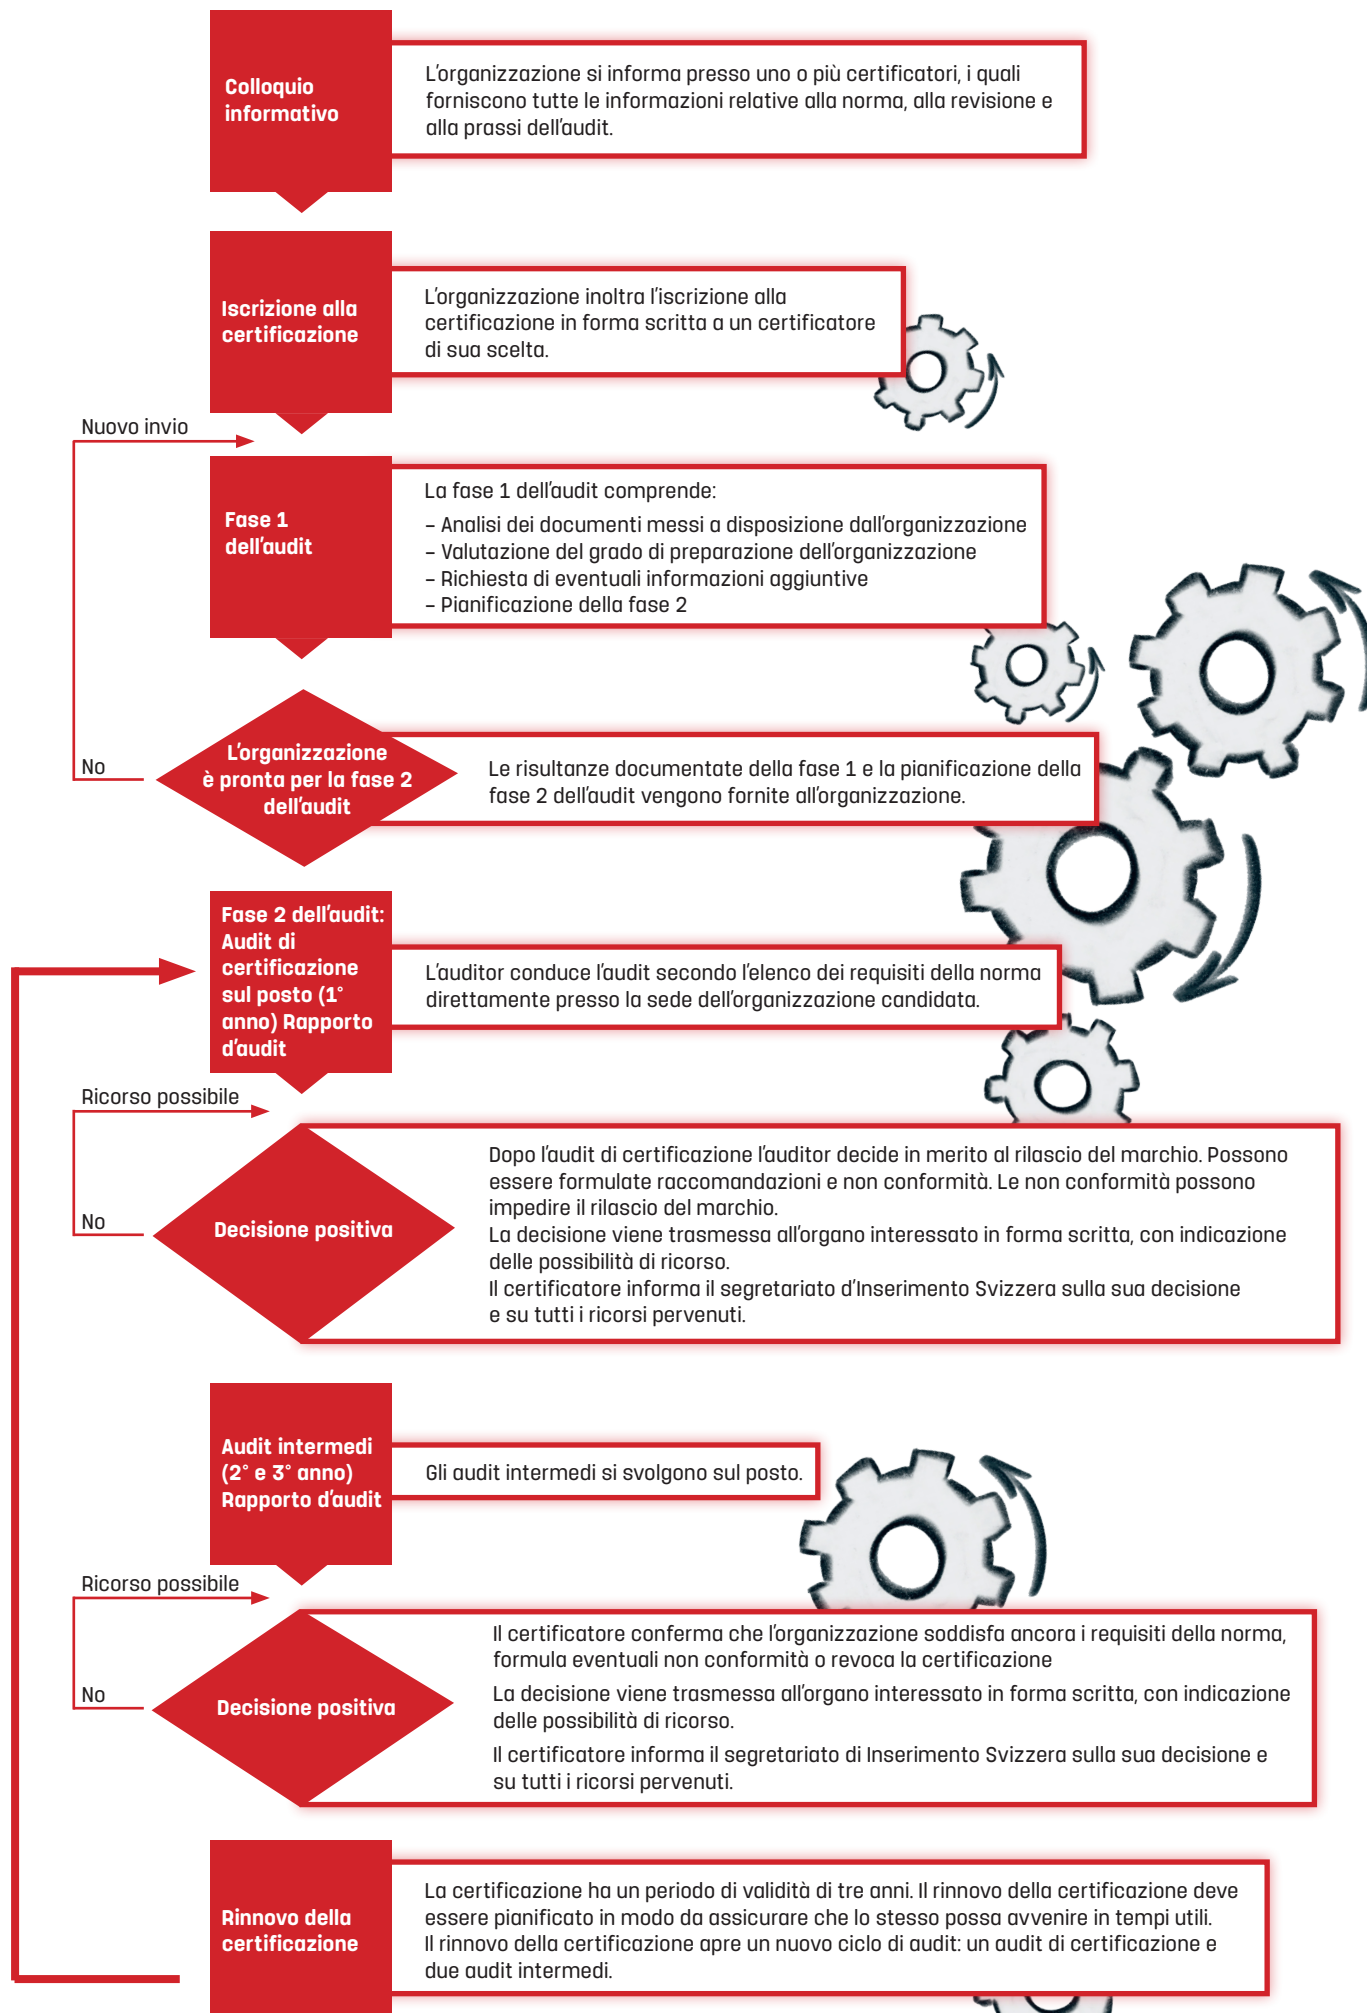 Colloquio
informativo
L'organizzazione si informa presso uno o più certificatori, i quali
forniscono tutte le informazioni relative alla norma, alla revisione e
alla prassi dell'audit.
Iscrizione alla
certificazione
L'organizzazione inoltra l'iscrizione alla
certificazione in forma scritta a un certificatore
di sua scelta.
Nuovo invio
Fase 1
dell'audit
La fase 1 dell'audit comprende:
– Analisi dei documenti messi a disposizione dall'organizzazione
– Valutazione del grado di preparazione dell'organizzazione
– Richiesta di eventuali informazioni aggiuntive
– Pianificazione della fase 2
No
L'organizzazione
è pronta per la fase 2
dell'audit
Le risultanze documentate della fase 1 e la pianificazione della
fase 2 dell'audit vengono fornite all'organizzazione.
Fase 2 dell'audit:
Audit di
certificazione
sul posto (1°
anno) Rapporto
d'audit
L'auditor conduce l'audit secondo l'elenco dei requisiti della norma
direttamente presso la sede dell'organizzazione candidata.
Ricorso possibile
No
Decisione positiva
Dopo l'audit di certificazione l'auditor decide in merito al rilascio del marchio. Possono
essere formulate raccomandazioni e non conformità. Le non conformità possono
impedire il rilascio del marchio.
La decisione viene trasmessa all'organo interessato in forma scritta, con indicazione
delle possibilità di ricorso.
Il certificatore informa il segretariato d'Inserimento Svizzera sulla sua decisione
e su tutti i ricorsi pervenuti.
Audit intermedi
(2° e 3° anno)
Rapporto d'audit
Gli audit intermedi si svolgono sul posto.
Ricorso possibile
No
Decisione positiva
Il certificatore conferma che l'organizzazione soddisfa ancora i requisiti della norma,
formula eventuali non conformità o revoca la certificazione
La decisione viene trasmessa all'organo interessato in forma scritta, con indicazione
delle possibilità di ricorso.
Il certificatore informa il segretariato di Inserimento Svizzera sulla sua decisione e
su tutti i ricorsi pervenuti.
Rinnovo della
certificazione
La certificazione ha un periodo di validità di tre anni. Il rinnovo della certificazione deve
essere pianificato in modo da assicurare che lo stesso possa avvenire in tempi utili.
Il rinnovo della certificazione apre un nuovo ciclo di audit: un audit di certificazione e
due audit intermedi.